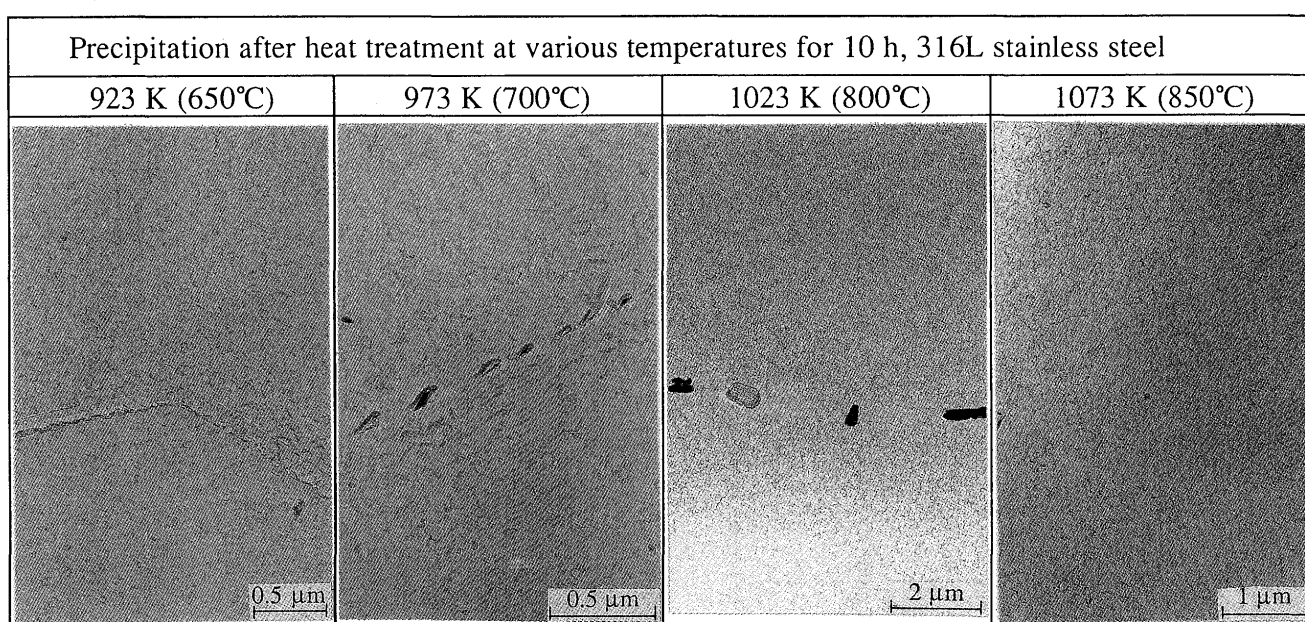 Precipitation after heat treatment at various temperatures for 10 h, 316L stainless steel
923 K (650℃)
973 K (700℃)
1023 K (800℃)
1073 K (850℃)
0.5 μm
0.5 μm
2 μm
1 μm